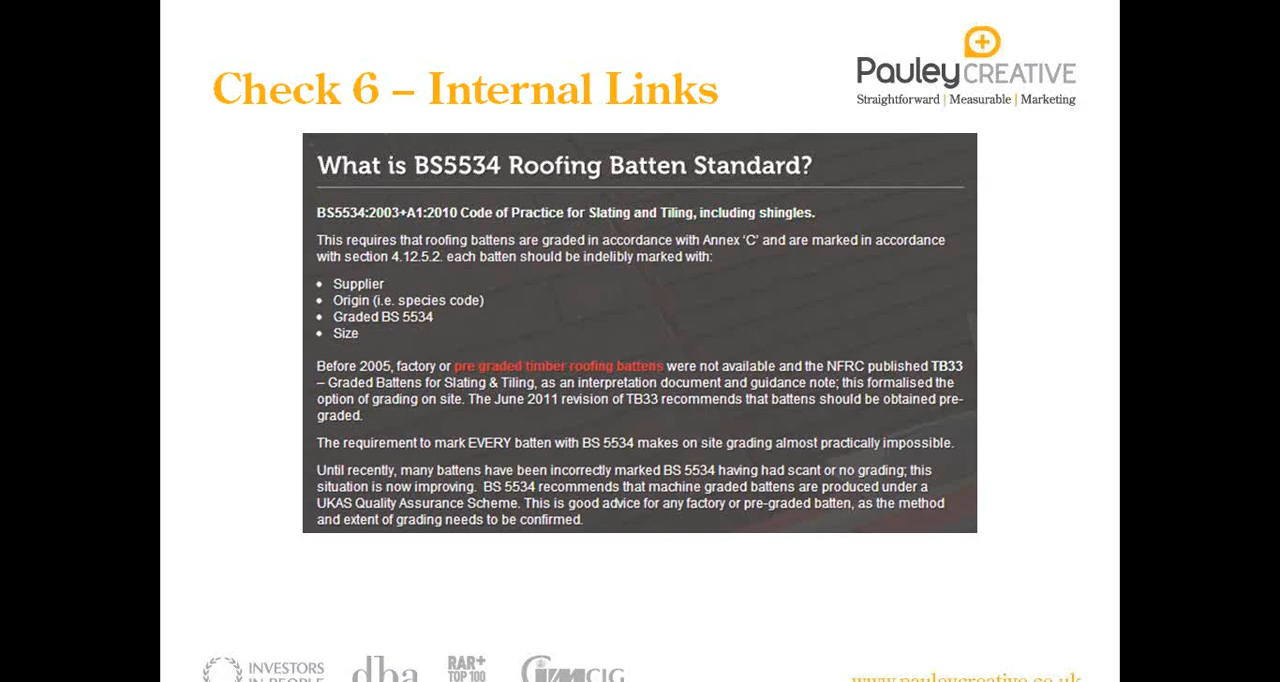 Check 6 – Internal Links
Pauley CREATIVE
Straightforward | Measurable | Marketing
What is BS5534 Roofing Batten Standard?
BS5534:2003+A1:2010 Code of Practice for Slating and Tiling, including shingles.
This requires that roofing battens are graded in accordance with Annex ‘C’ and are marked in accordance
with section 4.12.5.2. each batten should be indelibly marked with:
• Supplier
• Origin (i.e. species code)
• Graded BS 5534
• Size
Before 2005, factory or pre graded timber roofing battens were not available and the NFRC published TB33
– Graded Battens for Slating & Tiling, as an interpretation document and guidance note; this formalised the
option of grading on site. The June 2011 revision of TB33 recommends that battens should be obtained pre-
graded.
The requirement to mark EVERY batten with BS 5534 makes on site grading almost practically impossible.
Until recently, many battens have been incorrectly marked BS 5534 having had scant or no grading; this
situation is now improving.  BS 5534 recommends that machine graded battens are produced under a
UKAS Quality Assurance Scheme. This is good advice for any factory or pre-graded batten, as the method
and extent of grading needs to be confirmed.
INVESTORS
IN PEOPLE
dba
RAR+
TOP 100
CIMCIG
www.pauleycreative.co.uk